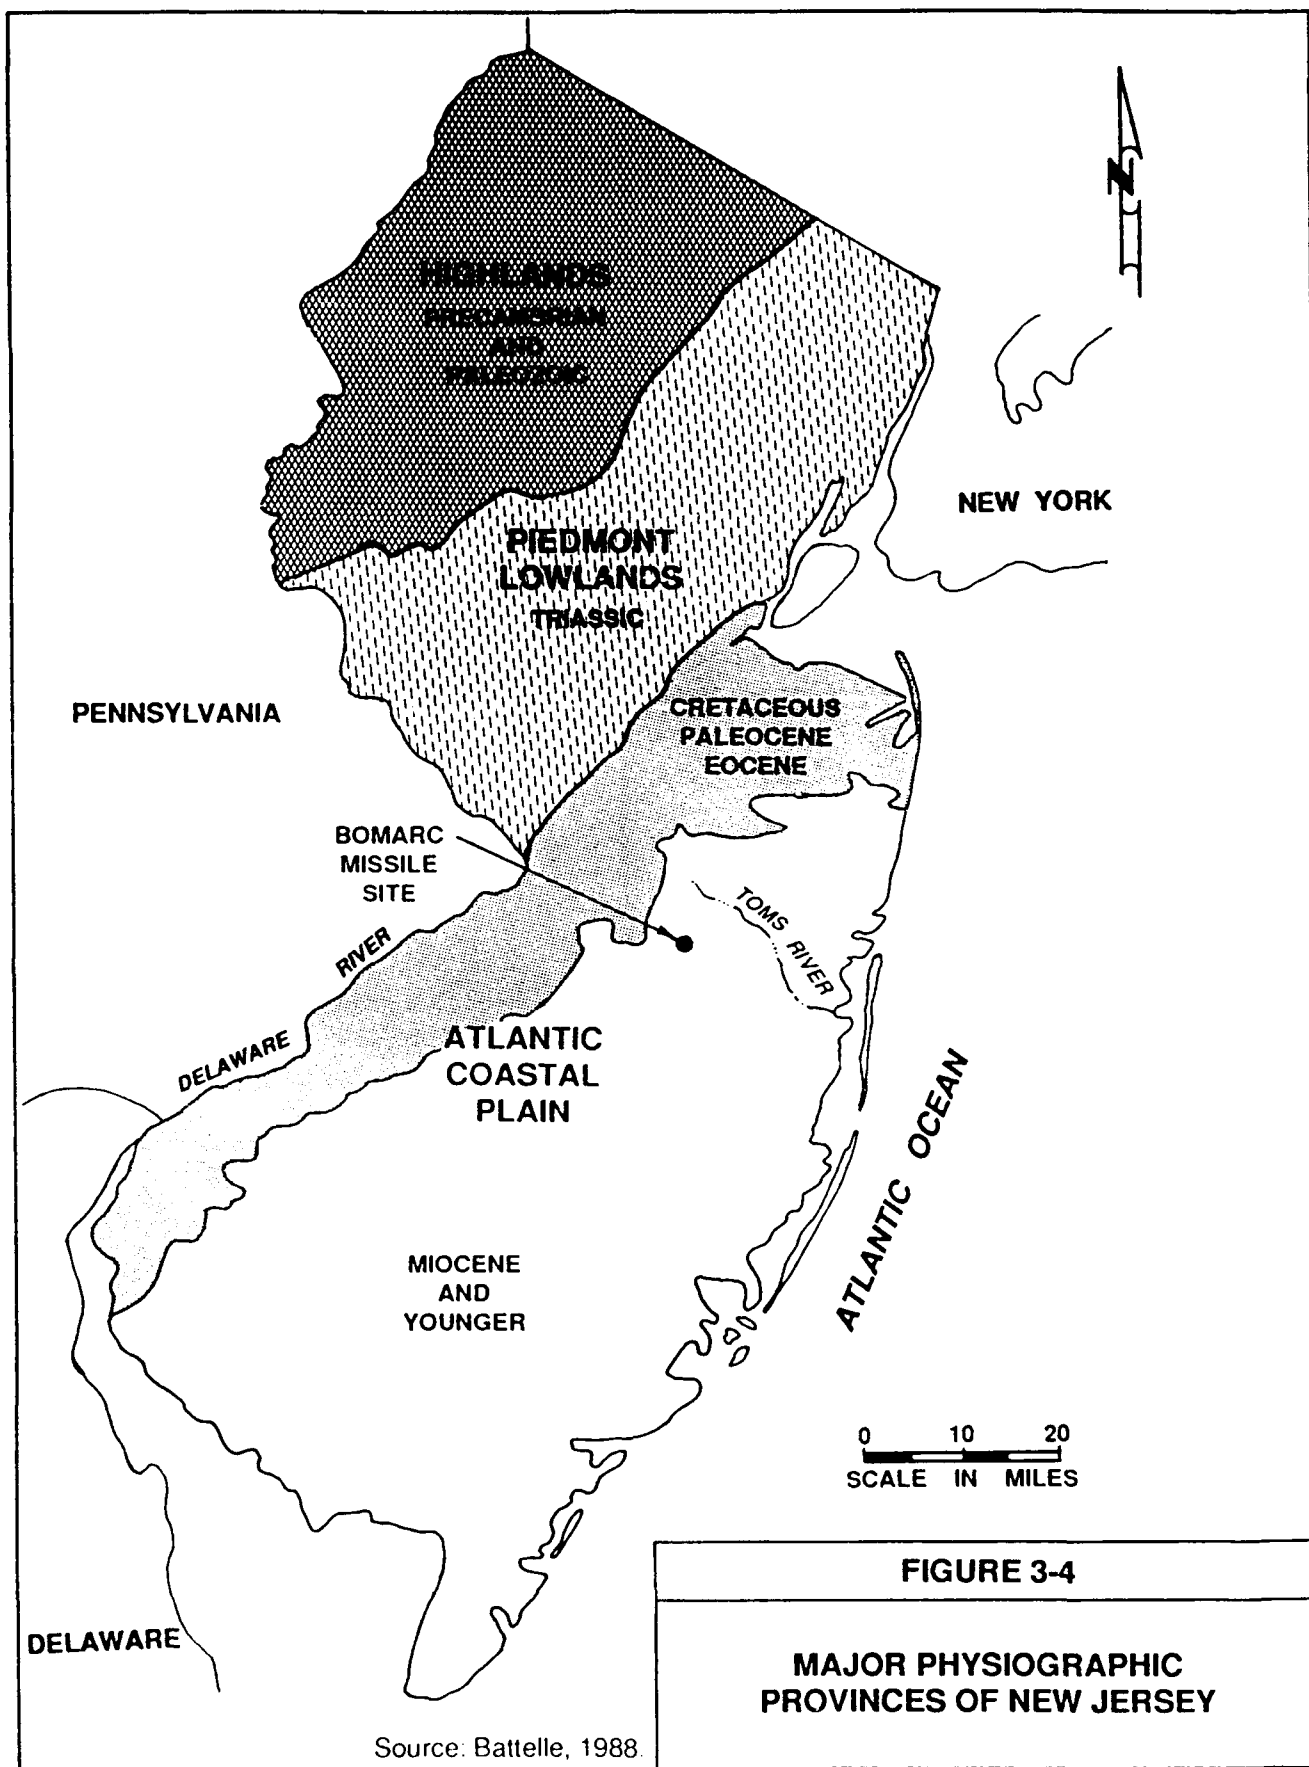 N
HIGHLANDS
PRECAMBRIAN
AND
PALEOZOIC
NEW YORK
PIEDMONT
LOWLANDS
TRIASSIC
PENNSYLVANIA
CRETACEOUS
PALEOCENE
EOCENE
BOMARC
MISSILE
SITE
TOMS RIVER
DELAWARE RIVER
ATLANTIC
COASTAL
PLAIN
ATLANTIC OCEAN
MIOCENE
AND
YOUNGER
0 10 20
SCALE IN MILES
DELAWARE
FIGURE 3-4
MAJOR PHYSIOGRAPHIC
PROVINCES OF NEW JERSEY
Source: Battelle, 1988.